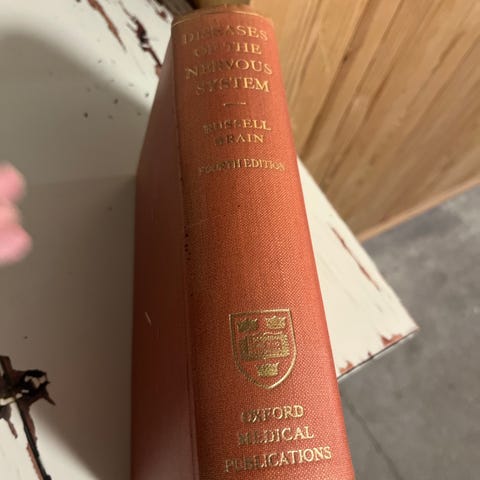 DISEASES
OF THE
NERVOUS
SYSTEM
RUSSELL
BRAIN
FOURTH EDITION
OXFORD
MEDICAL
PUBLICATIONS